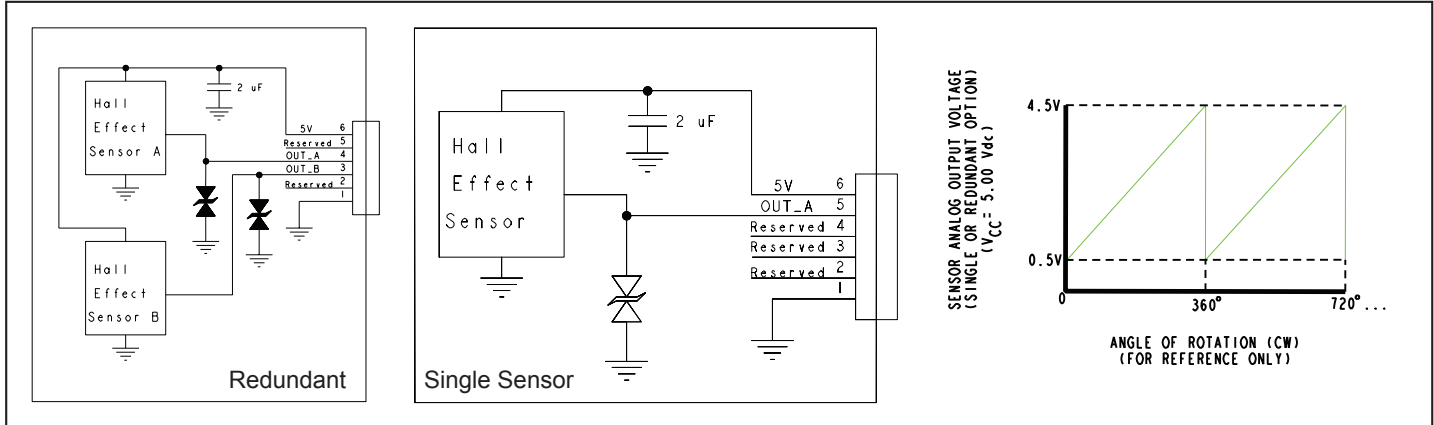 Hall
Effect
Sensor A
2 uF
5V 6
Reserved 5
OUT_A 4
OUT_B 3
Reserved 2
1
Hall
Effect
Sensor B
Redundant
Hall
Effect
Sensor
2 uF
5V 6
OUT_A 5
Reserved 4
Reserved 3
Reserved 2
1
Single Sensor
SENSOR ANALOG OUTPUT VOLTAGE
(SINGLE OR REDUNDANT OPTION)
(VCC = 5.00 Vdc)
4.5V
0.5V
0
360°
720°...
ANGLE OF ROTATION (CW)
(FOR REFERENCE ONLY)